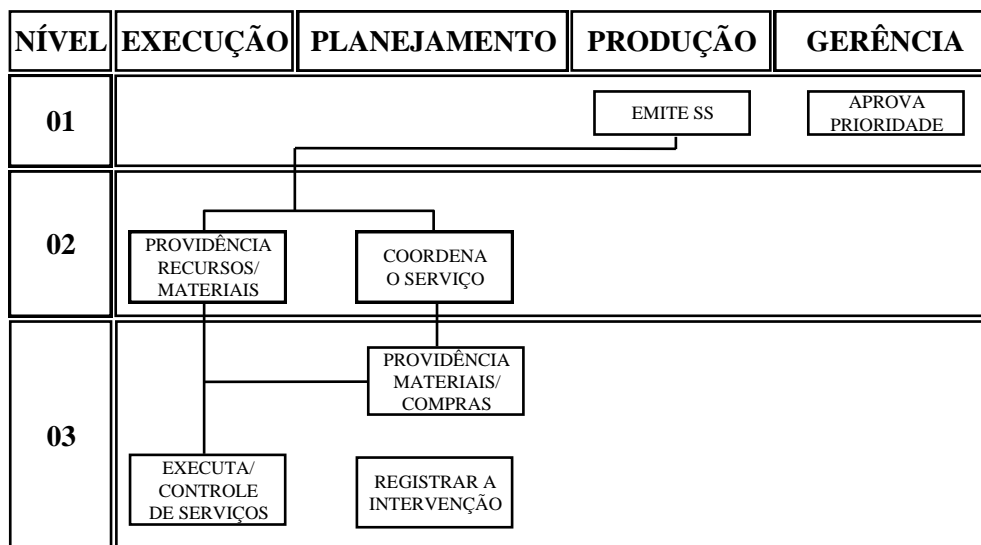 NÍVEL EXECUÇÃO PLANEJAMENTO PRODUÇÃO GERÊNCIA
01
EMITE SS
APROVA
PRIORIDADE
02
PROVIDÊNCIA
RECURSOS/
MATERIAIS
COORDENA
O SERVIÇO
03
PROVIDÊNCIA
MATERIAIS/
COMPRAS
EXECUTA/
CONTROLE
DE SERVIÇOS
REGISTRAR A
INTERVENÇÃO